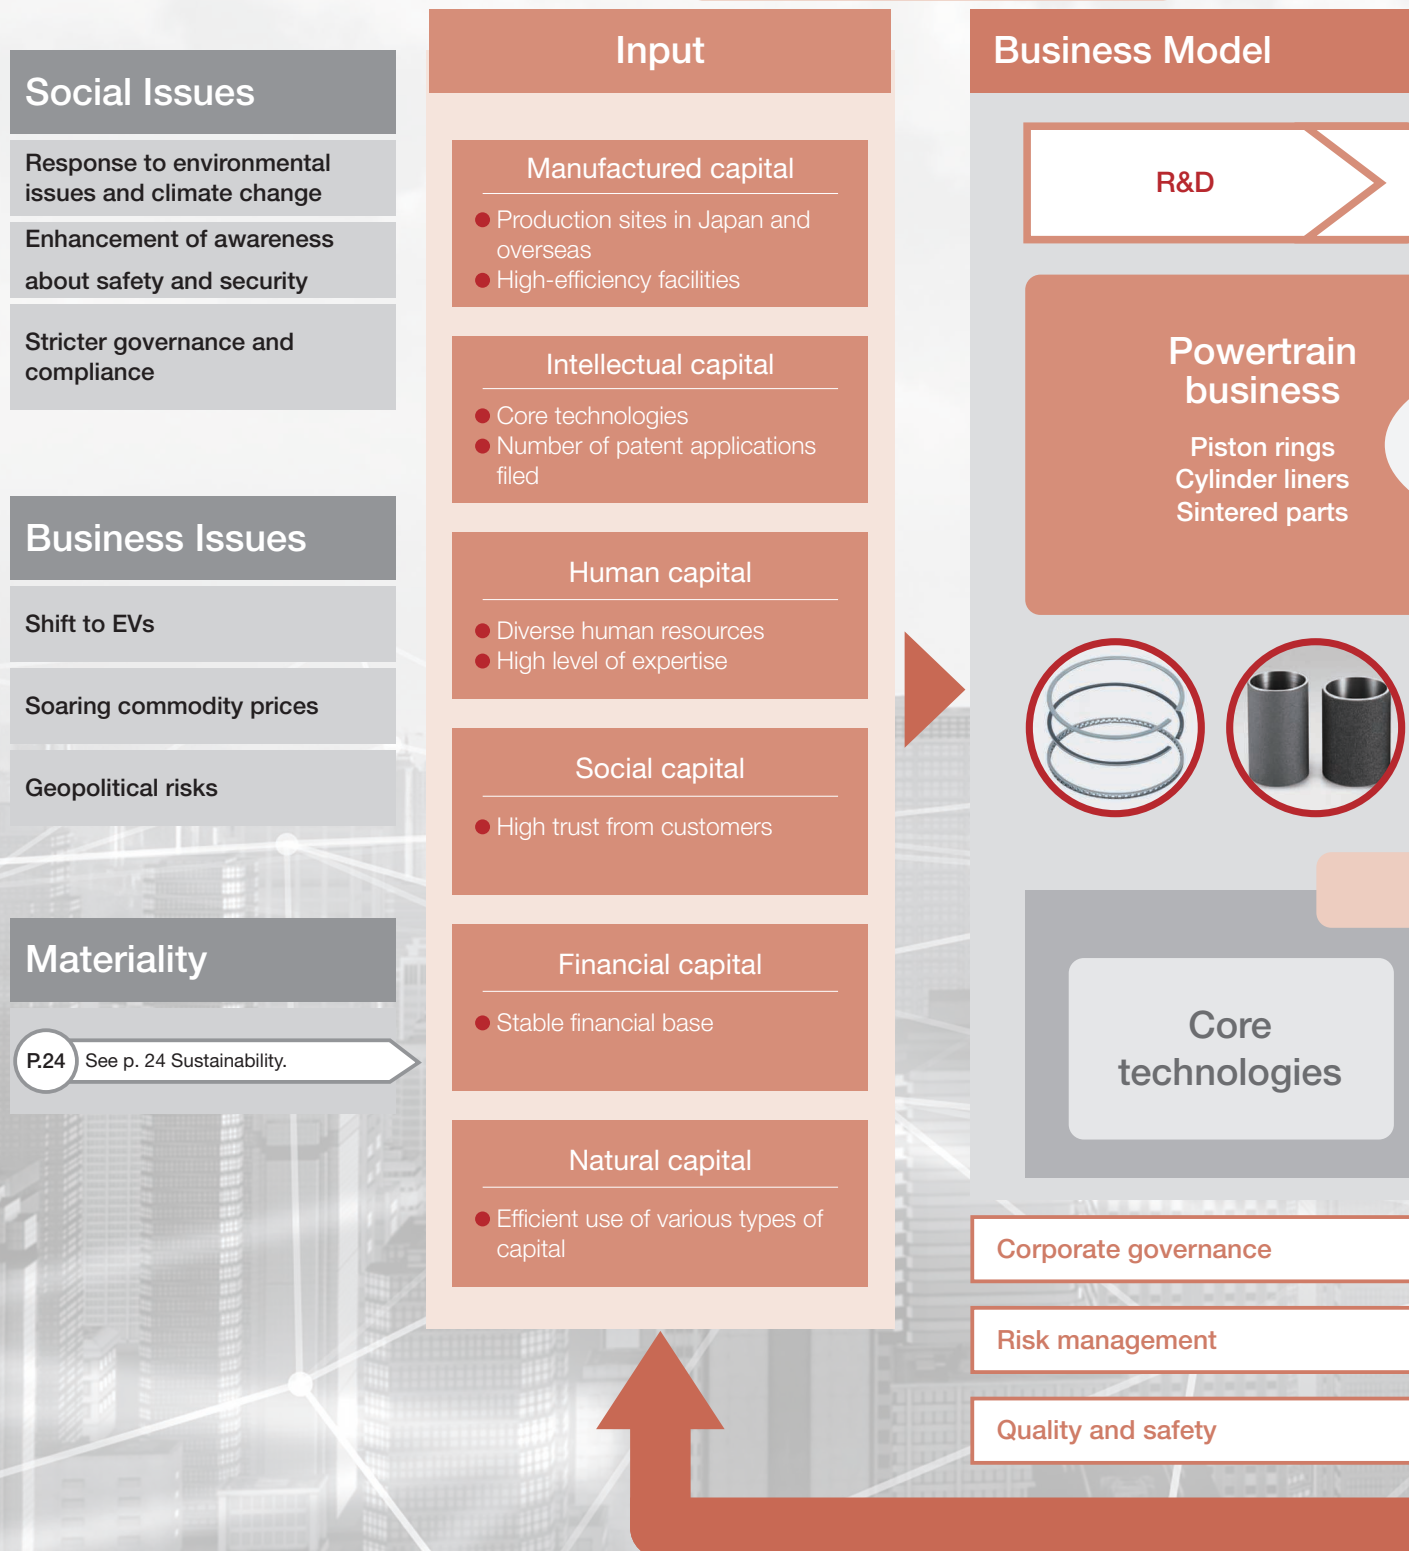 Social Issues
Response to environmental
issues and climate change
Enhancement of awareness
about safety and security
Stricter governance and
compliance
Business Issues
Shift to EVs
Soaring commodity prices
Geopolitical risks
Materiality
P.24 See p. 24 Sustainability.
Input
Manufactured capital
● Production sites in Japan and
overseas
● High-efficiency facilities
Intellectual capital
● Core technologies
● Number of patent applications
filed
Human capital
● Diverse human resources
● High level of expertise
Social capital
● High trust from customers
Financial capital
● Stable financial base
Natural capital
● Efficient use of various types of
capital
Business Model
R&D
Powertrain
business
Piston rings
Cylinder liners
Sintered parts
Core
technologies
Corporate governance
Risk management
Quality and safety